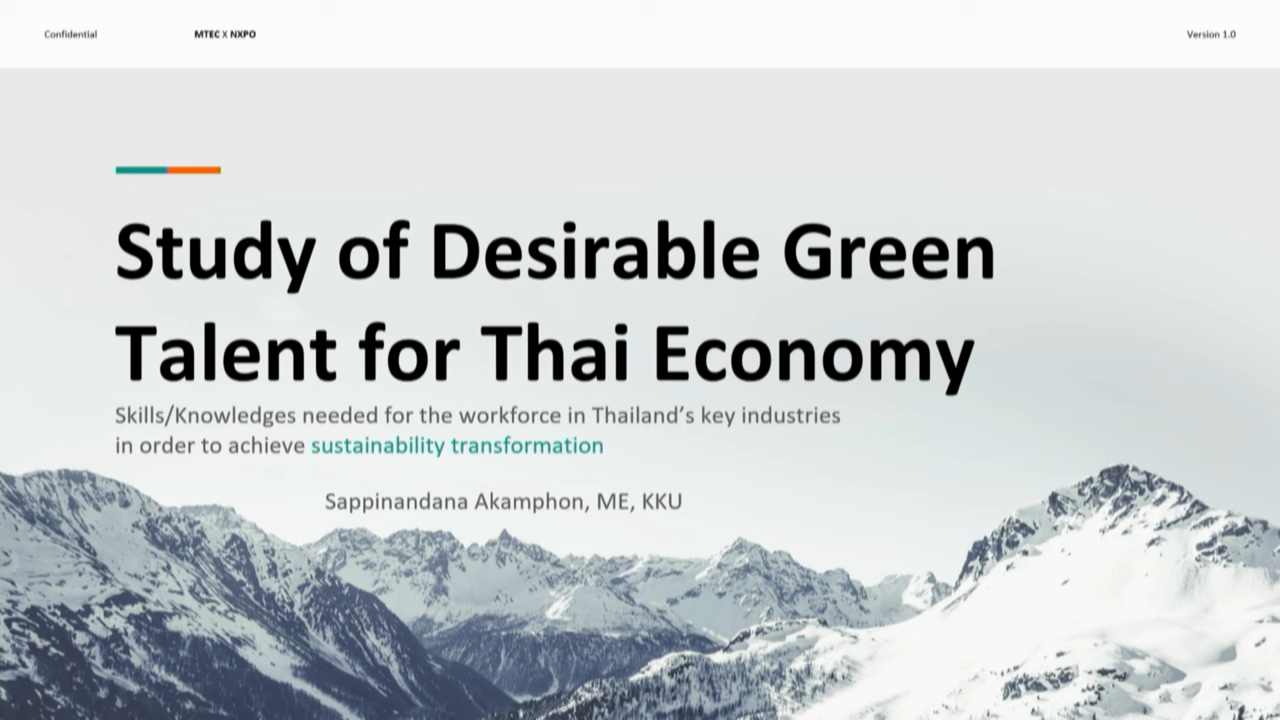 Confidential
MTEC X NXPO
Version 1.0
Study of Desirable Green
Talent for Thai Economy
Skills/Knowledges needed for the workforce in Thailand’s key industries
in order to achieve sustainability transformation
Sappinandana Akamphon, ME, KKU